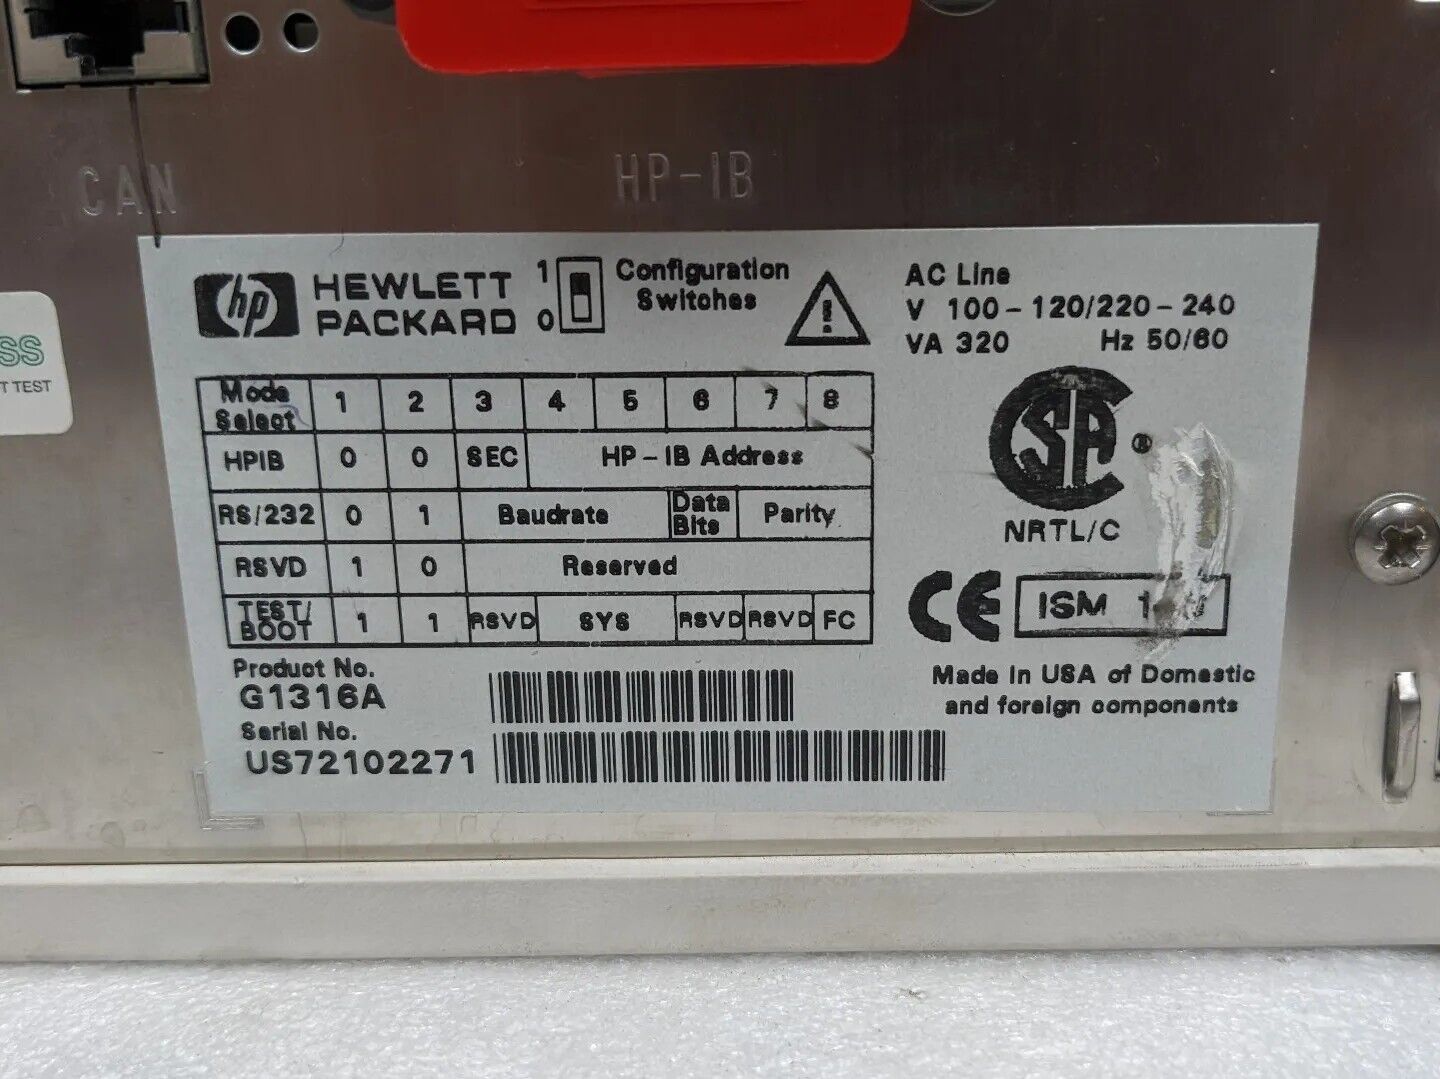 CAN
HP-IB
SS
T TEST
hp HEWLETT PACKARD
1
0
Configuration
Switches
AC Line
V 100-120/220-240
VA 320 Hz 50/60
Mode Select 1 2 3 4 5 6 7 8
HPIB 0 0 SEC HP-IB Address
RS/232 0 1 Baudrate Data Bits Parity
RSVD 1 0 Reserved
TEST/BOOT 1 1 RSVD SYS RSVD RSVD FC
®
NRTL/C
CE ISM
Made in USA of Domestic
and foreign components
Product No.
G1316A
Serial No.
US72102271